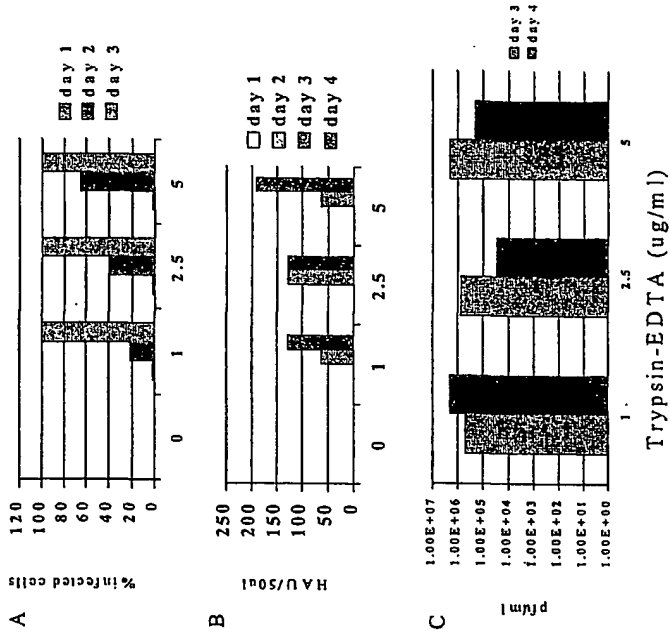 A
% infected cells
120
100
80
60
40
20
0
0
1
2.5
5
day 1
day 2
day 3
B
HAU/50ul
250
200
150
100
50
0
0
1
2.5
5
day 1
day 2
day 3
day 4
C
pfu/ml
1.00E+07
1.00E+06
1.00E+05
1.00E+04
1.00E+03
1.00E+02
1.00E+01
1.00E+00
1
2.5
5
day 3
day 4
Trypsin-EDTA (ug/ml)